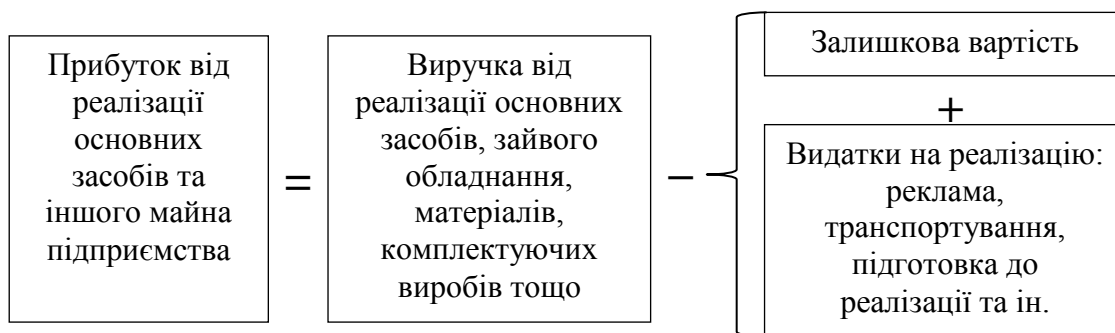 Прибуток від
реалізації
основних
засобів та
іншого майна
підприємства
=
Виручка від
реалізації основних
засобів, зайвого
обладнання,
матеріалів,
комплектуючих
виробів тощо
−
Залишкова вартість
+
Видатки на реалізацію:
реклама,
транспортування,
підготовка до
реалізації та ін.